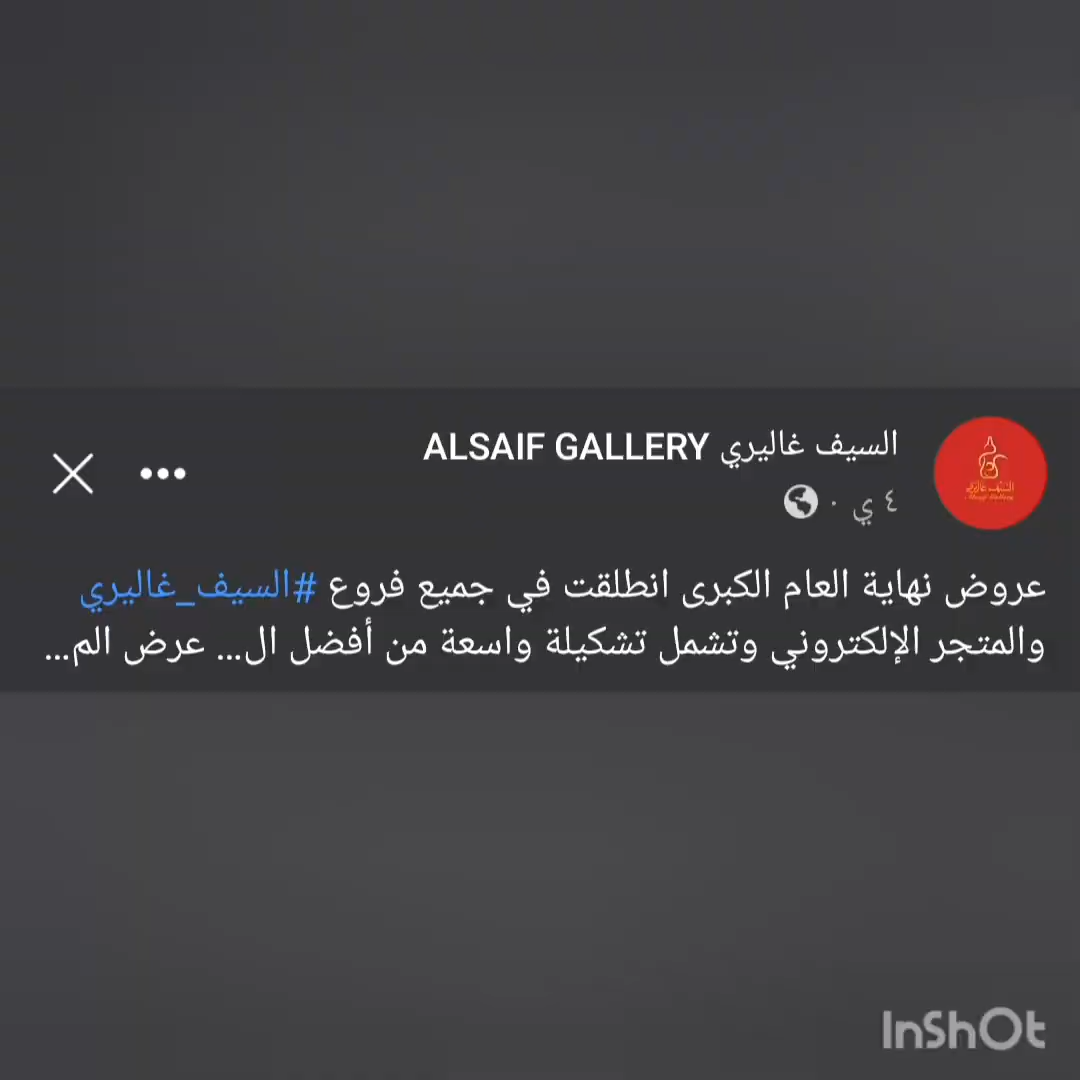 السيف غاليري ALSAIF GALLERY
٤ ي ·
عروض نهاية العام الكبرى انطلقت في جميع فروع #السيف_غاليري
والمتجر الإلكتروني وتشمل تشكيلة واسعة من أفضل ال... عرض الم...
InShOt